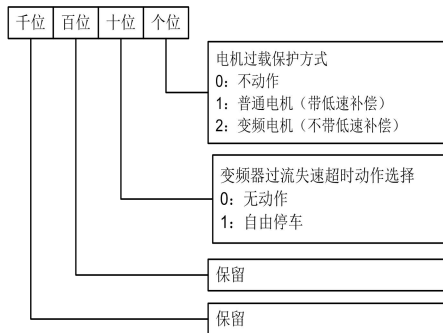 千位 百位 十位 个位
电机过载保护方式
0：不动作
1：普通电机（带低速补偿）
2：变频电机（不带低速补偿）
变频器过流失速超时动作选择
0：无动作
1：自由停车
保留
保留